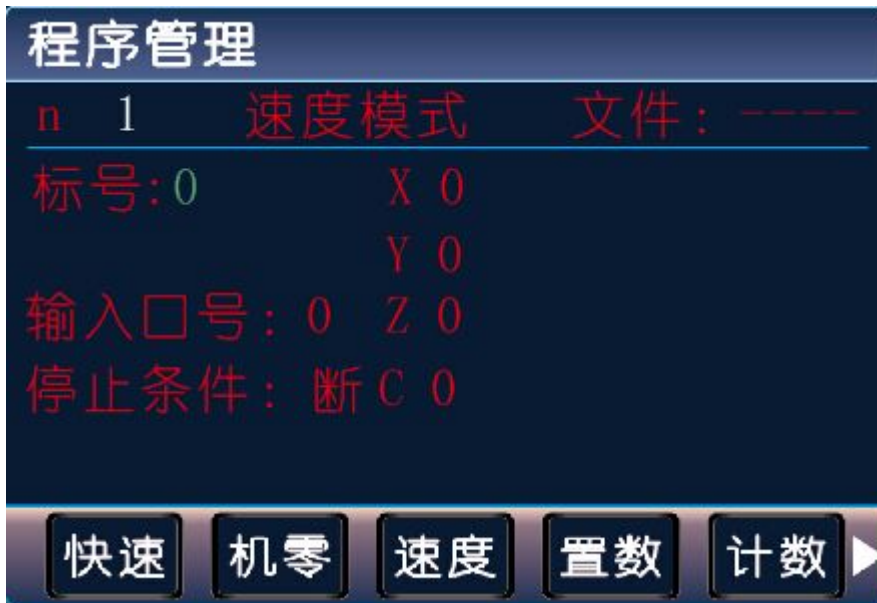 程序管理
n 1 速度模式 文件: ----
标号:0 X 0
Y 0
输入口号: 0 Z 0
停止条件: 断 C 0
快速 机零 速度 置数 计数